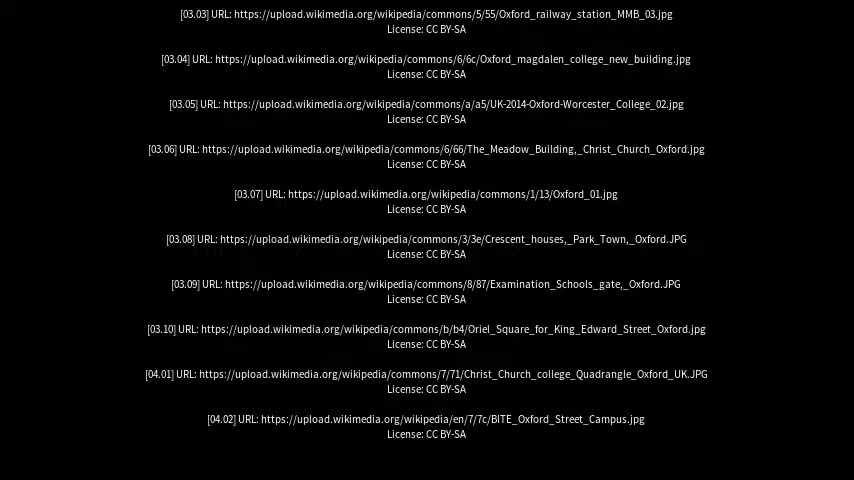 [03.03] URL: https://upload.wikimedia.org/wikipedia/commons/5/55/Oxford_railway_station_MMB_03.jpg
License: CC BY-SA
[03.04] URL: https://upload.wikimedia.org/wikipedia/commons/6/6c/Oxford_magdalen_college_new_building.jpg
License: CC BY-SA
[03.05] URL: https://upload.wikimedia.org/wikipedia/commons/a/a5/UK-2014-Oxford-Worcester_College_02.jpg
License: CC BY-SA
[03.06] URL: https://upload.wikimedia.org/wikipedia/commons/6/66/The_Meadow_Building,_Christ_Church_Oxford.jpg
License: CC BY-SA
[03.07] URL: https://upload.wikimedia.org/wikipedia/commons/1/13/Oxford_01.jpg
License: CC BY-SA
[03.08] URL: https://upload.wikimedia.org/wikipedia/commons/3/3e/Crescent_houses,_Park_Town,_Oxford.JPG
License: CC BY-SA
[03.09] URL: https://upload.wikimedia.org/wikipedia/commons/8/87/Examination_Schools_gate,_Oxford.JPG
License: CC BY-SA
[03.10] URL: https://upload.wikimedia.org/wikipedia/commons/b/b4/Oriel_Square_for_King_Edward_Street_Oxford.jpg
License: CC BY-SA
[04.01] URL: https://upload.wikimedia.org/wikipedia/commons/7/71/Christ_Church_college_Quadrangle_Oxford_UK.JPG
License: CC BY-SA
[04.02] URL: https://upload.wikimedia.org/wikipedia/en/7/7c/BITE_Oxford_Street_Campus.jpg
License: CC BY-SA